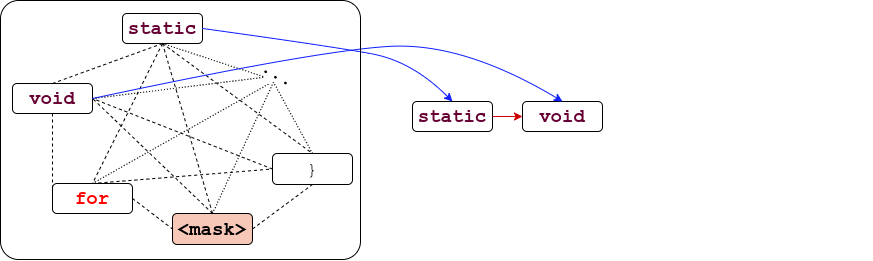 static
. . .
void
static
void
}
for
<mask>